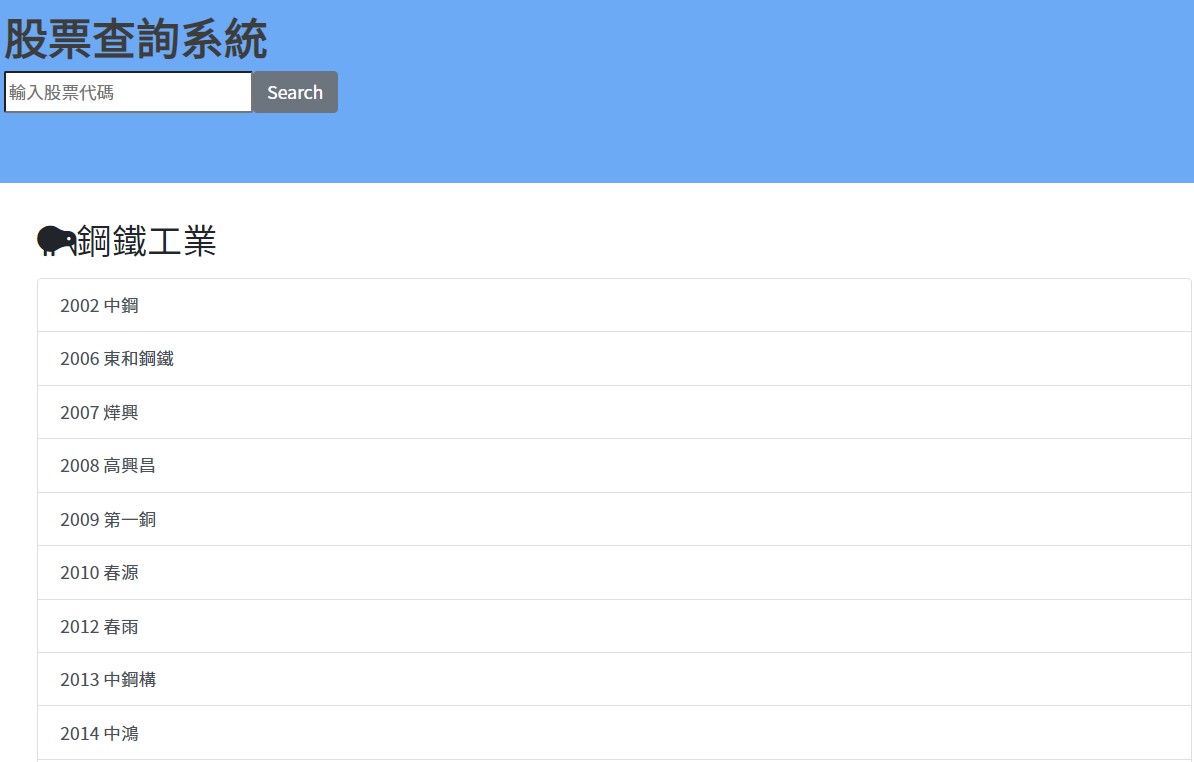 股票查詢系統
輸入股票代碼 Search
鋼鐵工業
2002 中鋼
2006 東和鋼鐵
2007 燁興
2008 高興昌
2009 第一銅
2010 春源
2012 春雨
2013 中鋼構
2014 中鴻